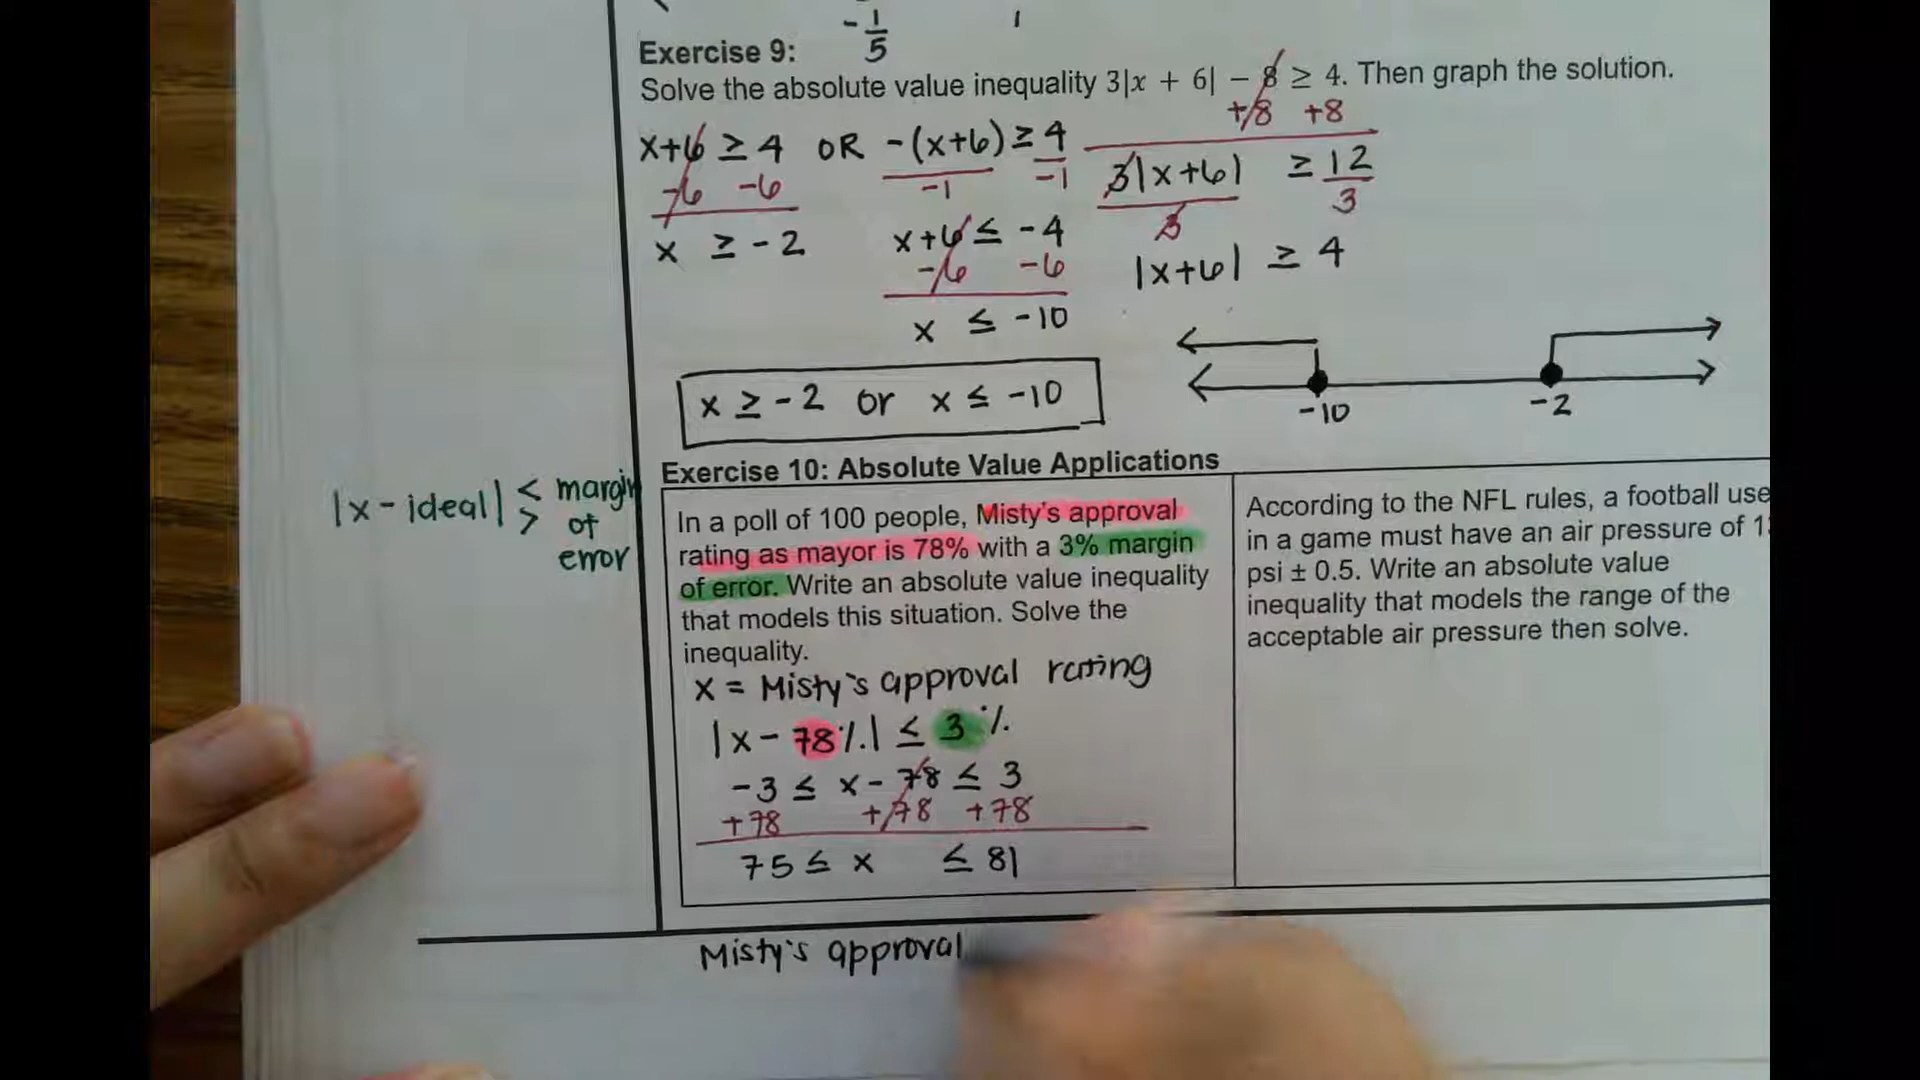 - 1/5
Exercise 9:
Solve the absolute value inequality 3|x + 6| − 8 ≥ 4. Then graph the solution.
+8 +8
x+6 ≥ 4 OR -(x+6) ≥ 4
-6 -6
-1 -1
3|x+6| ≥ 12
3 3
x ≥ -2
x+6 ≤ -4
-6 -6
|x+6| ≥ 4
x ≤ -10
x ≥ -2 or x ≤ -10
-10 -2
|x - ideal| < > margin
of
error
Exercise 10: Absolute Value Applications
In a poll of 100 people, Misty's approval
rating as mayor is 78% with a 3% margin
of error. Write an absolute value inequality
that models this situation. Solve the
inequality.
x = Misty's approval rating
|x - 78%| ≤ 3%
-3 ≤ x - 78 ≤ 3
+78 +78 +78
75 ≤ x ≤ 81
Misty's approval
According to the NFL rules, a football use
in a game must have an air pressure of
psi ± 0.5. Write an absolute value
inequality that models the range of the
acceptable air pressure then solve.